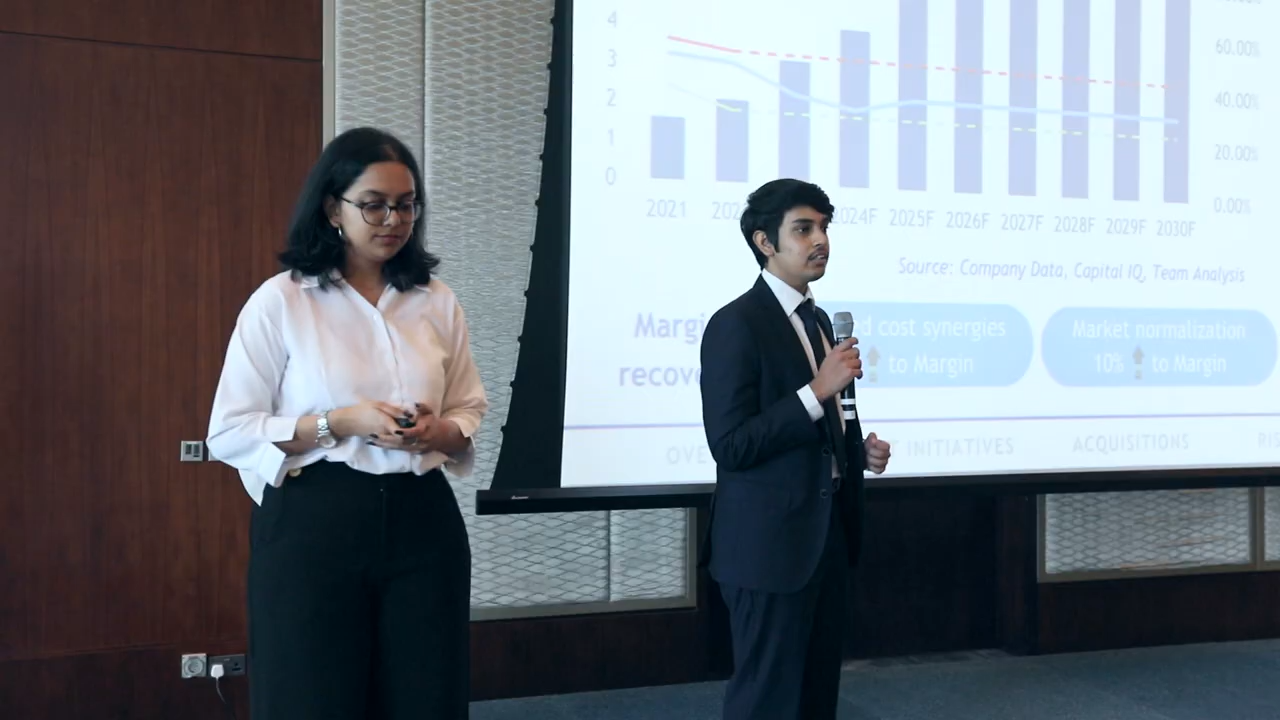 4
3
2
1
0
60.00%
40.00%
20.00%
0.00%
2021 2025F 2026F 2027F 2028F 2029F 2030F
Source: Company Data, Capital IQ, Team Analysis
cost synergies
to Margin
Market normalization
10% to Margin
INITIATIVES ACQUISITIONS